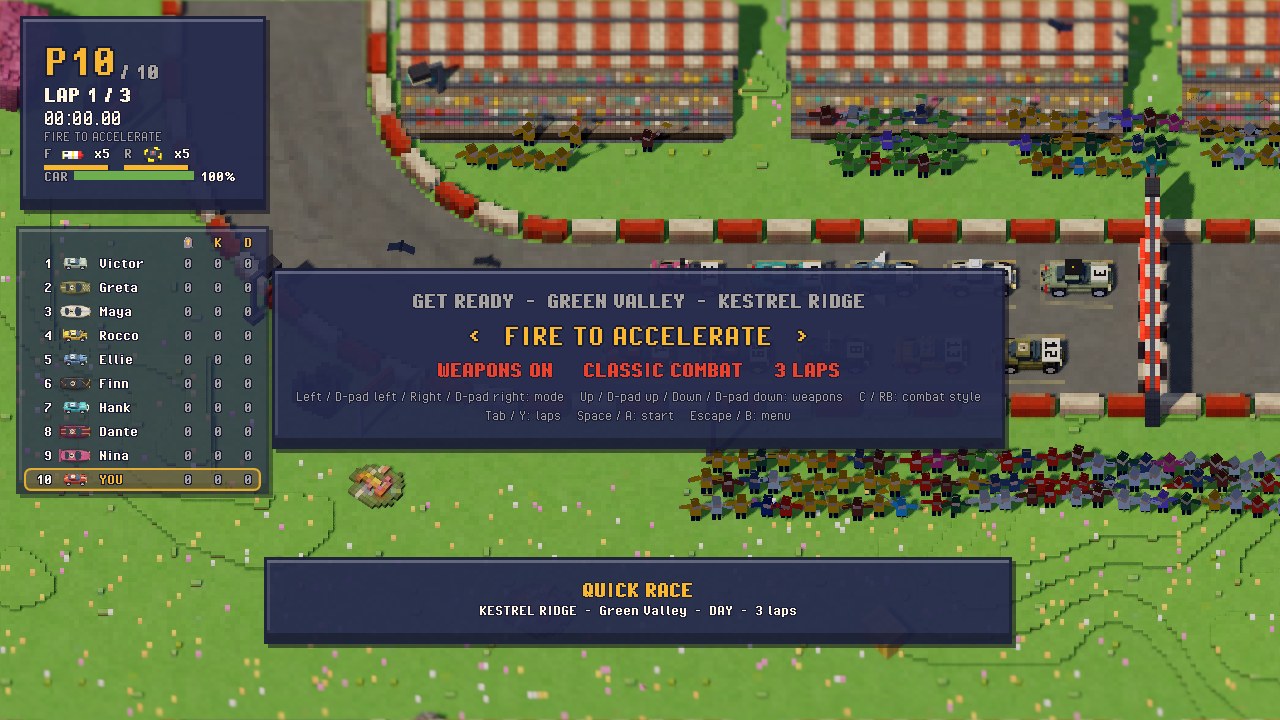 P10 / 10
LAP 1 / 3
00:00.00
FIRE TO ACCELERATE
F x5 R x5
CAR 100%
K D
1 Victor 0 0 0
2 Greta 0 0 0
3 Maya 0 0 0
4 Rocco 0 0 0
5 Ellie 0 0 0
6 Finn 0 0 0
7 Hank 0 0 0
8 Dante 0 0 0
9 Nina 0 0 0
10 YOU 0 0 0
GET READY - GREEN VALLEY - KESTREL RIDGE
< FIRE TO ACCELERATE >
WEAPONS ON CLASSIC COMBAT 3 LAPS
Left / D-pad left / Right / D-pad right: mode Up / D-pad up / Down / D-pad down: weapons C / RB: combat style
Tab / Y: laps Space / A: start Escape / B: menu
12
QUICK RACE
KESTREL RIDGE - Green Valley - DAY - 3 laps